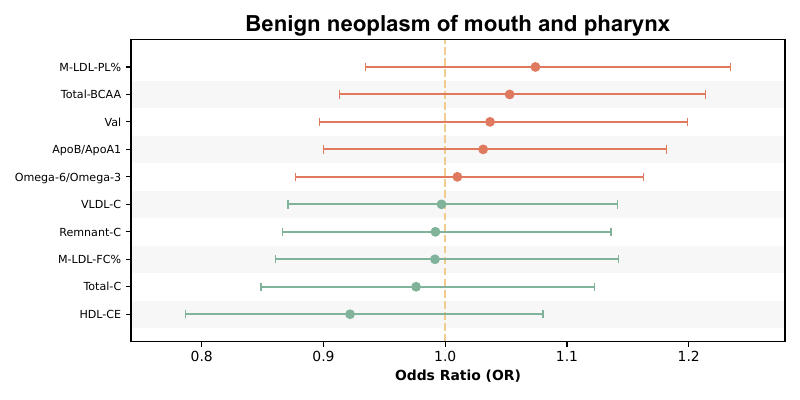 Benign neoplasm of mouth and pharynx
M-LDL-PL%
Total-BCAA
Val
ApoB/ApoA1
Omega-6/Omega-3
VLDL-C
Remnant-C
M-LDL-FC%
Total-C
HDL-CE
0.8 0.9 1.0 1.1 1.2
Odds Ratio (OR)